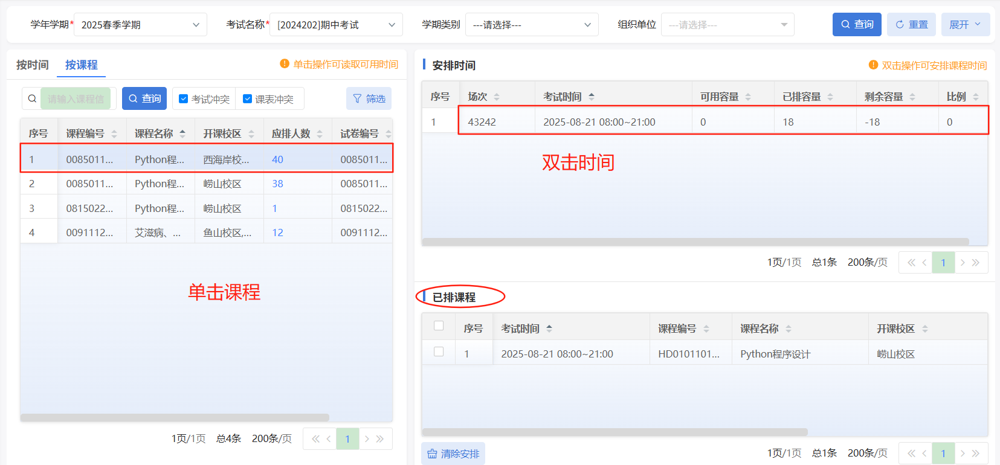 学年学期* 2025春季学期 考试名称* [2024202]期中考试 学期类别 ---请选择--- 组织单位 ---请选择--- 查询 重置 展开
按时间 按课程 单击操作可读取可用时间
请输入课程信 查询 考试冲突 课表冲突 筛选
序号 课程编号 课程名称 开课校区 应排人数 试卷编号
1 0085011... Python程... 西海岸校... 40 0085011...
2 0085011... Python程... 崂山校区 38 0085011...
3 0815022... Python程... 崂山校区 1 0815022...
4 0091112... 艾滋病、... 鱼山校区,... 12 0091112...
单击课程
1页/1页 总4条 200条/页 1
安排时间 双击操作可安排课程时间
序号 场次 考试时间 可用容量 已排容量 剩余容量 比例
1 43242 2025-08-21 08:00~21:00 0 18 -18 0
双击时间
1页/1页 总1条 200条/页 1
已排课程
序号 考试时间 课程编号 课程名称 开课校区
1 2025-08-21 08:00~21:00 HD0101101... Python程序设计 崂山校区
清除安排 1页/1页 总1条 200条/页 1